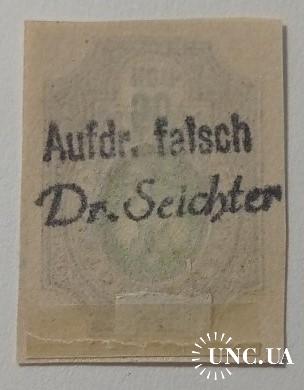 Aufdr. falsch
Dr. Seichter
UNC.UA